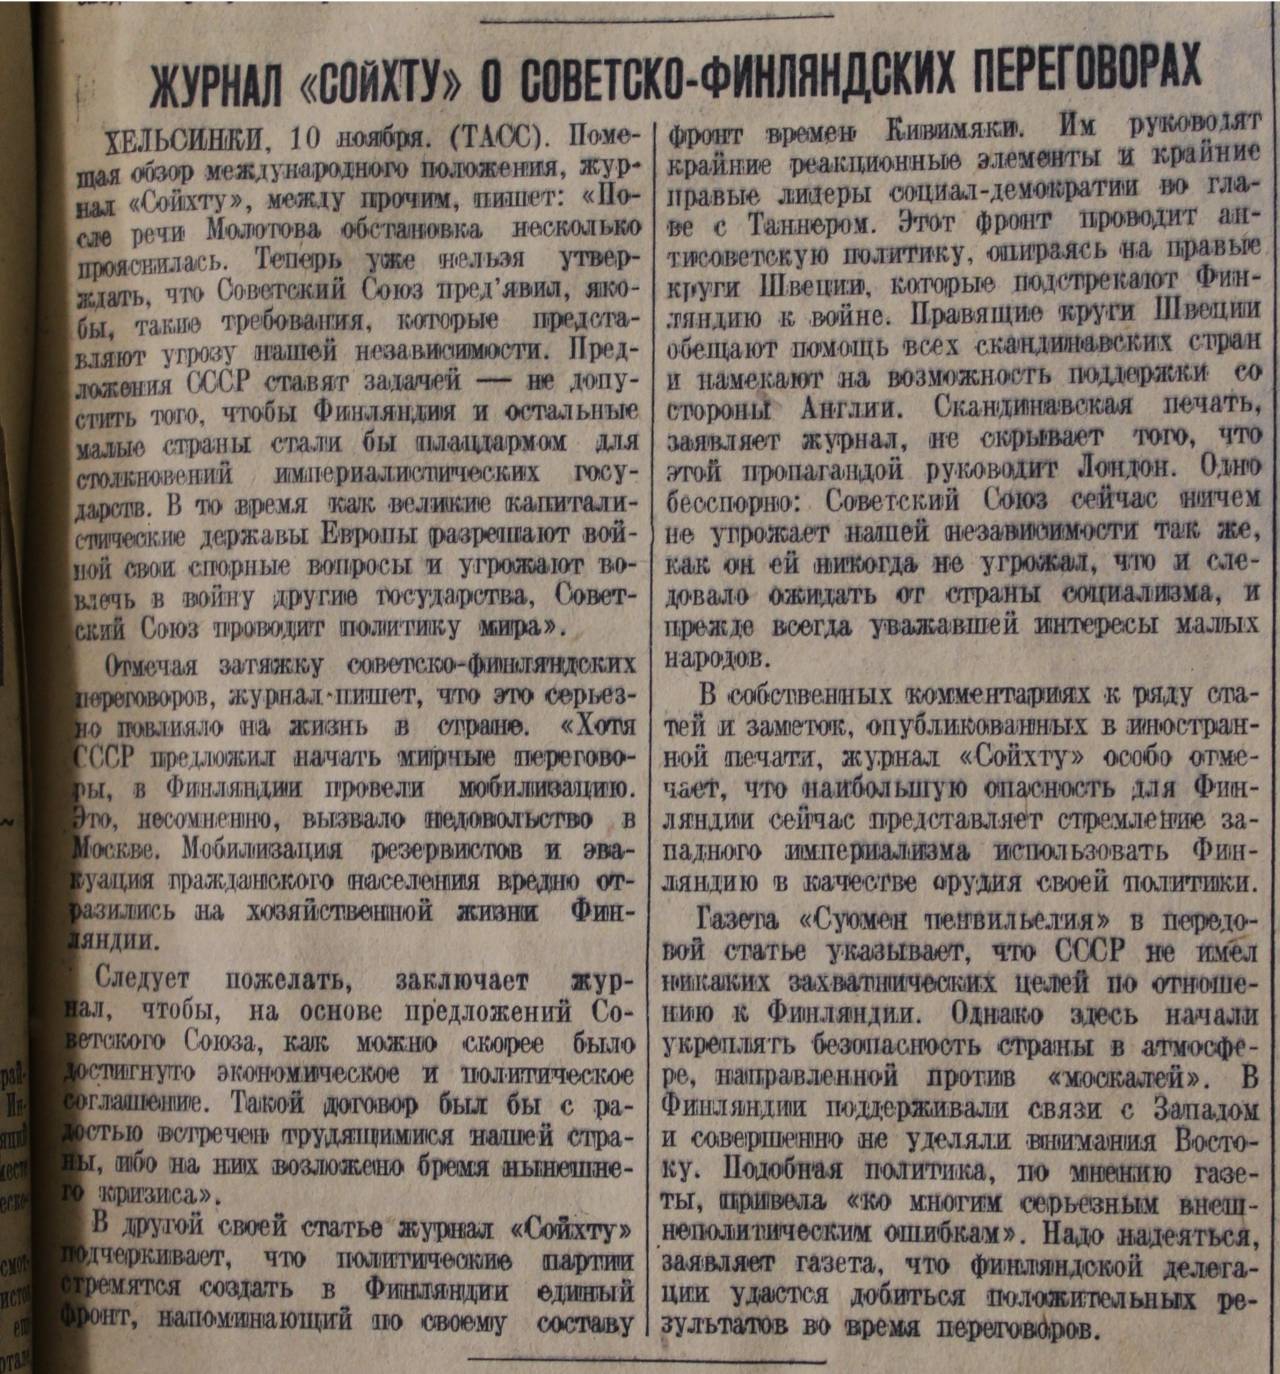 ЖУРНАЛ «СОЙХТУ» О СОВЕТСКО-ФИНЛЯНДСКИХ ПЕРЕГОВОРАХ
ХЕЛЬСИНКИ, 10 ноября. (ТАСС). Поме-
щая обзор международного положения, жур-
нал «Сойхту», между прочим, пишет: «По-
сле речи Молотова обстановка несколько
прояснилась. Теперь уже нельзя утвер-
ждать, что Советский Союз пред'явил, яко-
бы, такие требования, которые предста-
вляют угрозу нашей независимости. Пред-
ложения СССР ставят задачей — не допу-
стить того, чтобы Финляндия и остальные
малые страны стали бы плацдармом для
столкновений империалистических госу-
дарств. В то время как великие капитали-
стические державы Европы разрешают вой-
ной свои спорные вопросы и угрожают во-
влечь в войну другие государства, Совет-
ский Союз проводит политику мира».
Отмечая затяжку советско-финляндских
переговоров, журнал пишет, что это серьез-
но повлияло на жизнь в стране. «Хотя
СССР предложил начать мирные перегово-
ры, в Финляндии провели мобилизацию.
Это, несомненно, вызвало недовольство в
Москве. Мобилизация резервистов и эва-
куация гражданского населения вредно от-
разились на хозяйственной жизни Фин-
ляндии.
Следует пожелать, заключает жур-
нал, чтобы, на основе предложений Со-
ветского Союза, как можно скорее было
достигнуто экономическое и политическое
соглашение. Такой договор был бы с ра-
достью встречен трудящимися нашей стра-
ны, ибо на них возложено бремя нынешне-
го кризиса».
В другой своей статье журнал «Сойхту»
подчеркивает, что политические партии
стремятся создать в Финляндии единый
фронт, напоминающий по своему составу
фронт времен Кивимяки. Им руководят
крайние реакционные элементы и крайние
правые лидеры социал-демократии во гла-
ве с Таннером. Этот фронт проводит ан-
тисоветскую политику, опираясь на правые
круги Швеции, которые подстрекают Фин-
ляндию к войне. Правящие круги Швеции
обещают помощь всех скандинавских стран
и намекают на возможность поддержки со
стороны Англии. Скандинавская печать,
заявляет журнал, не скрывает того, что
этой пропагандой руководит Лондон. Одно
бесспорно: Советский Союз сейчас ничем
не угрожает нашей независимости так же,
как он ей никогда не угрожал, что и сле-
довало ожидать от страны социализма, и
прежде всегда уважавшей интересы малых
народов.
В собственных комментариях к ряду ста-
тей и заметок, опубликованных в иностран-
ной печати, журнал «Сойхту» особо отме-
чает, что наибольшую опасность для Фин-
ляндии сейчас представляет стремление за-
падного империализма использовать Фин-
ляндию в качестве орудия своей политики.
Газета «Суомен пенвильелия» в передо-
вой статье указывает, что СССР не имел
никаких захватнических целей по отноше-
нию к Финляндии. Однако здесь начали
укреплять безопасность страны в атмосфе-
ре, направленной против «москалей». В
Финляндии поддерживали связи с Западом
и совершенно не уделяли внимания Восто-
ку. Подобная политика, по мнению газе-
ты, привела «ко многим серьезным внеш-
неполитическим ошибкам». Надо надеяться,
заявляет газета, что финляндской делега-
ции удастся добиться положительных ре-
зультатов во время переговоров.